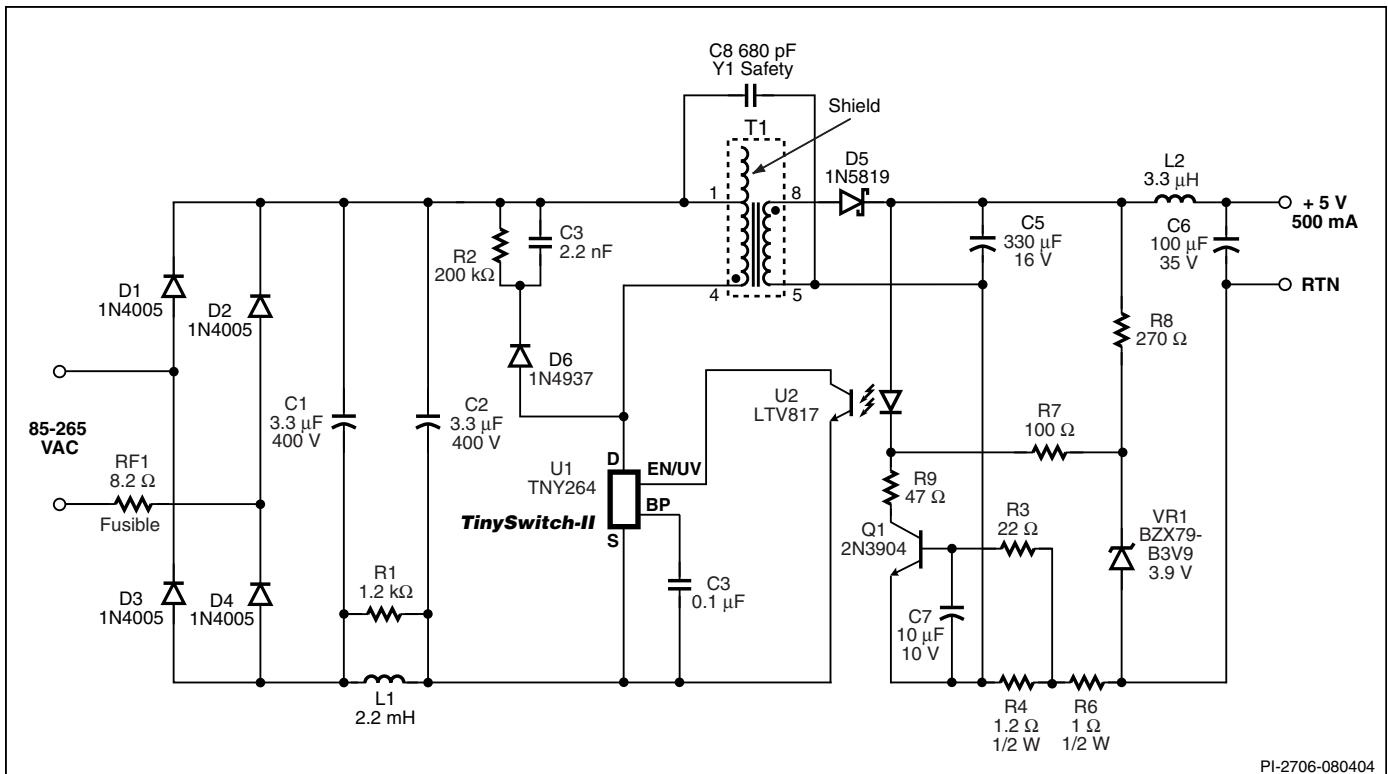 C8 680 pF
Y1 Safety
Shield
T1
D5
1N5819
L2
3.3 μH
1
8
+ 5 V
500 mA
C3
2.2 nF
R2
200 kΩ
C5
330 μF
16 V
C6
100 μF
35 V
D1
1N4005
D2
1N4005
4
5
RTN
R8
270 Ω
D6
1N4937
U2
LTV817
C1
3.3 μF
400 V
C2
3.3 μF
400 V
85-265
VAC
R7
100 Ω
RF1
8.2 Ω
Fusible
U1
TNY264
D
EN/UV
BP
S
TinySwitch-II
R9
47 Ω
Q1
2N3904
R3
22 Ω
VR1
BZX79-
B3V9
3.9 V
D3
1N4005
D4
1N4005
R1
1.2 kΩ
C3
0.1 μF
C7
10 μF
10 V
L1
2.2 mH
R4
1.2 Ω
1/2 W
R6
1 Ω
1/2 W
PI-2706-080404